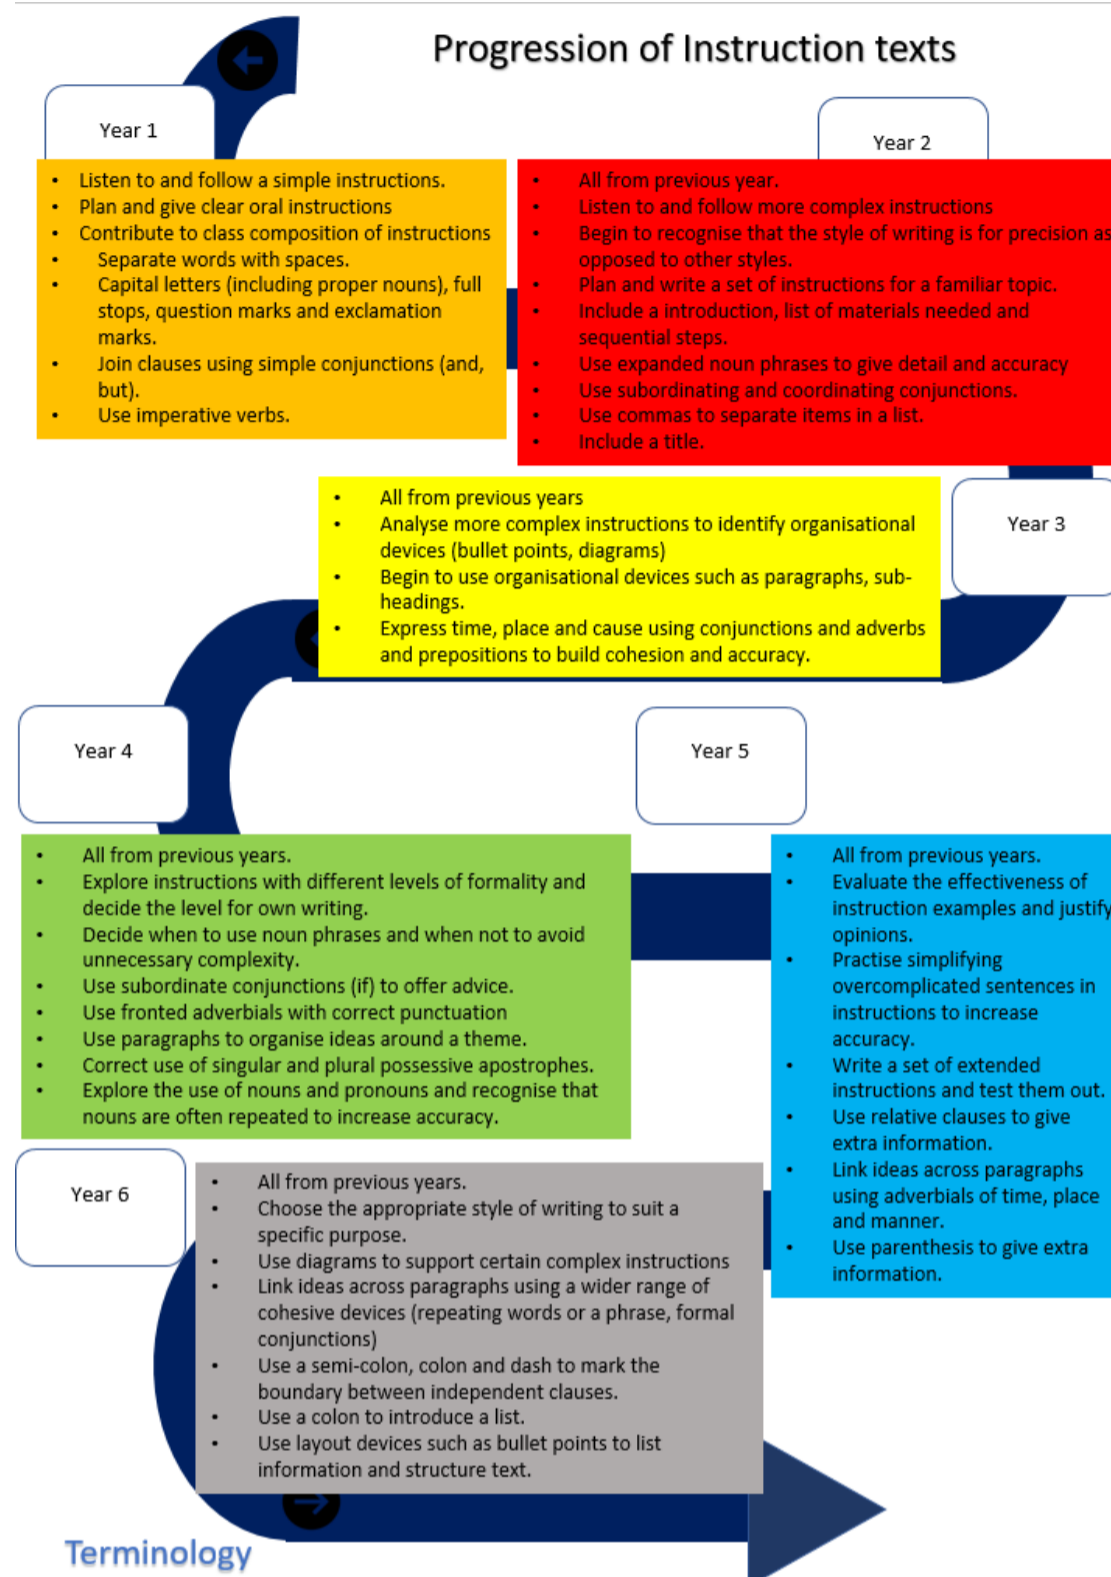 Progression of Instruction texts
Year 1
• Listen to and follow a simple instructions.
• Plan and give clear oral instructions
• Contribute to class composition of instructions
• Separate words with spaces.
• Capital letters (including proper nouns), full
stops, question marks and exclamation
marks.
• Join clauses using simple conjunctions (and,
but).
• Use imperative verbs.
Year 2
• All from previous year.
• Listen to and follow more complex instructions
• Begin to recognise that the style of writing is for precision as
opposed to other styles.
• Plan and write a set of instructions for a familiar topic.
• Include a introduction, list of materials needed and
sequential steps.
• Use expanded noun phrases to give detail and accuracy
• Use subordinating and coordinating conjunctions.
• Use commas to separate items in a list.
• Include a title.
Year 3
• All from previous years
• Analyse more complex instructions to identify organisational
devices (bullet points, diagrams)
• Begin to use organisational devices such as paragraphs, sub-
headings.
• Express time, place and cause using conjunctions and adverbs
and prepositions to build cohesion and accuracy.
Year 4
• All from previous years.
• Explore instructions with different levels of formality and
decide the level for own writing.
• Decide when to use noun phrases and when not to avoid
unnecessary complexity.
• Use subordinate conjunctions (if) to offer advice.
• Use fronted adverbials with correct punctuation
• Use paragraphs to organise ideas around a theme.
• Correct use of singular and plural possessive apostrophes.
• Explore the use of nouns and pronouns and recognise that
nouns are often repeated to increase accuracy.
Year 5
• All from previous years.
• Evaluate the effectiveness of
instruction examples and justify
opinions.
• Practise simplifying
overcomplicated sentences in
instructions to increase
accuracy.
• Write a set of extended
instructions and test them out.
• Use relative clauses to give
extra information.
• Link ideas across paragraphs
using adverbials of time, place
and manner.
• Use parenthesis to give extra
information.
Year 6
• All from previous years.
• Choose the appropriate style of writing to suit a
specific purpose.
• Use diagrams to support certain complex instructions
• Link ideas across paragraphs using a wider range of
cohesive devices (repeating words or a phrase, formal
conjunctions)
• Use a semi-colon, colon and dash to mark the
boundary between independent clauses.
• Use a colon to introduce a list.
• Use layout devices such as bullet points to list
information and structure text.
Terminology